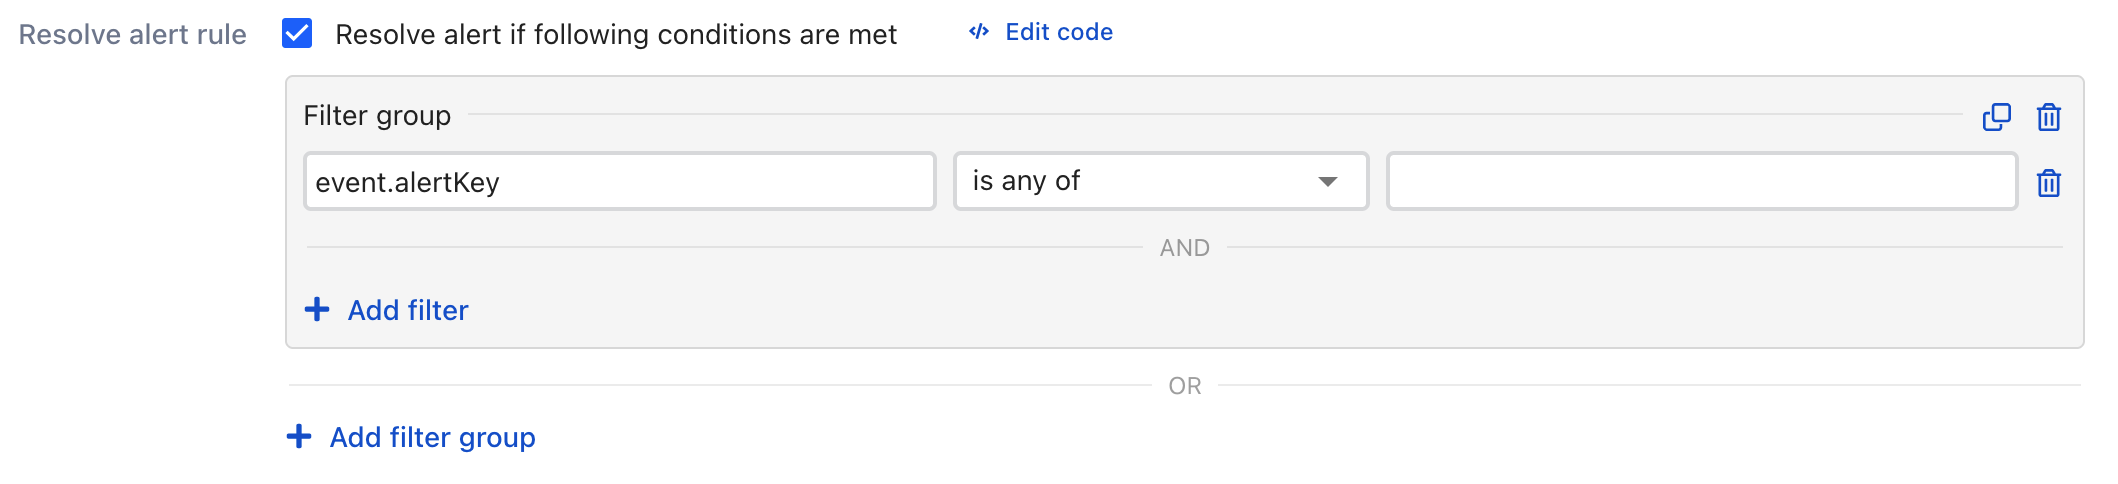 Resolve alert rule
Resolve alert if following conditions are met
Edit code
Filter group
event.alertKey
is any of
AND
Add filter
OR
Add filter group